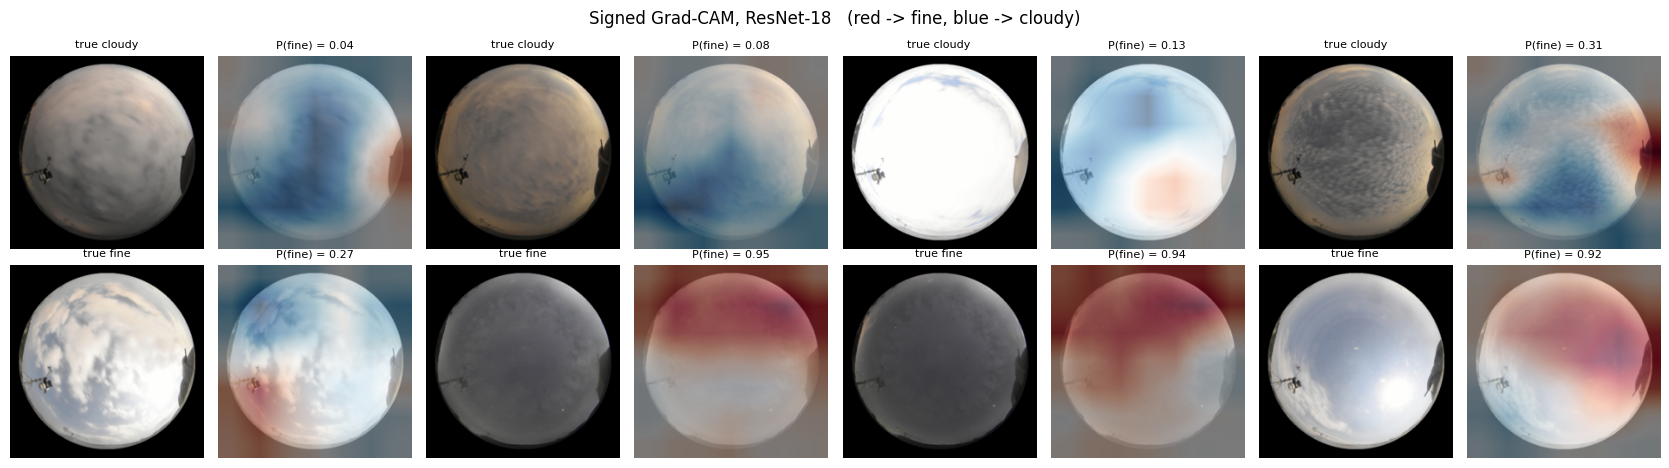 Signed Grad-CAM, ResNet-18   (red -> fine, blue -> cloudy)
true cloudy
P(fine) = 0.04
true cloudy
P(fine) = 0.08
true cloudy
P(fine) = 0.13
true cloudy
P(fine) = 0.31
true fine
P(fine) = 0.27
true fine
P(fine) = 0.95
true fine
P(fine) = 0.94
true fine
P(fine) = 0.92